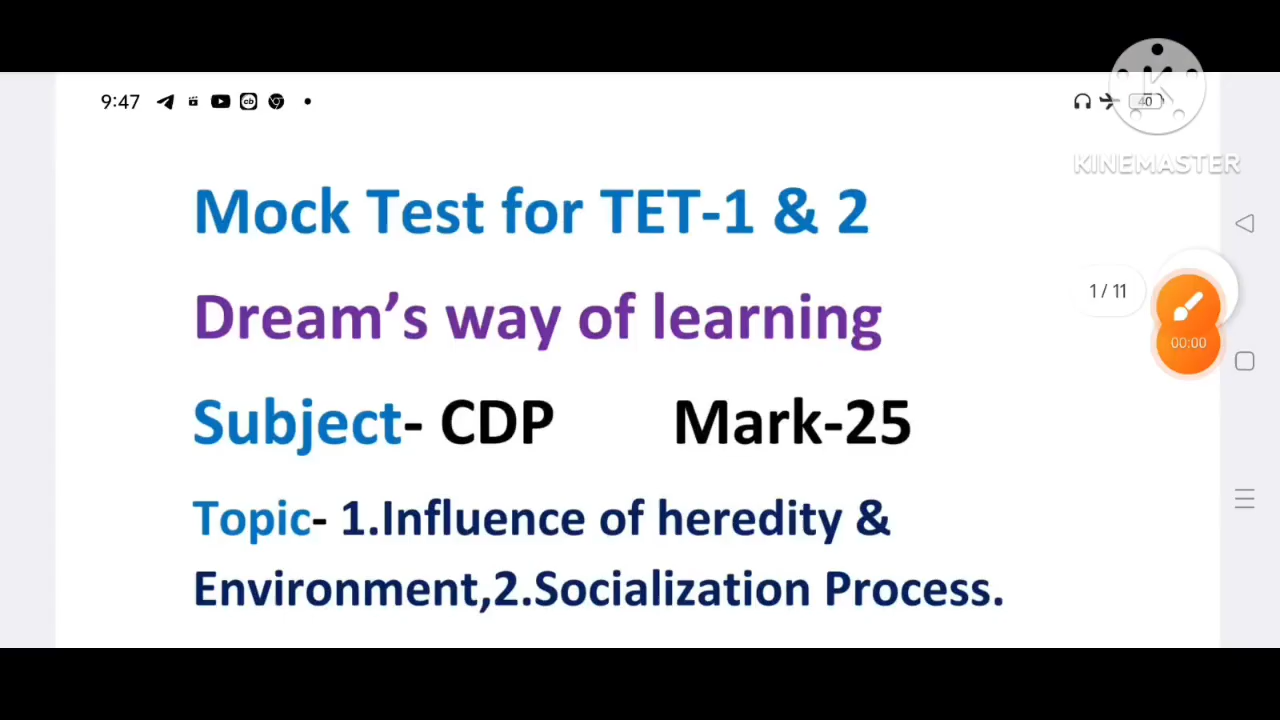 9:47
40
KINEMASTER
Mock Test for TET-1 & 2
Dream’s way of learning
1 / 11
00:00
Subject- CDP Mark-25
Topic- 1.Influence of heredity &
Environment,2.Socialization Process.